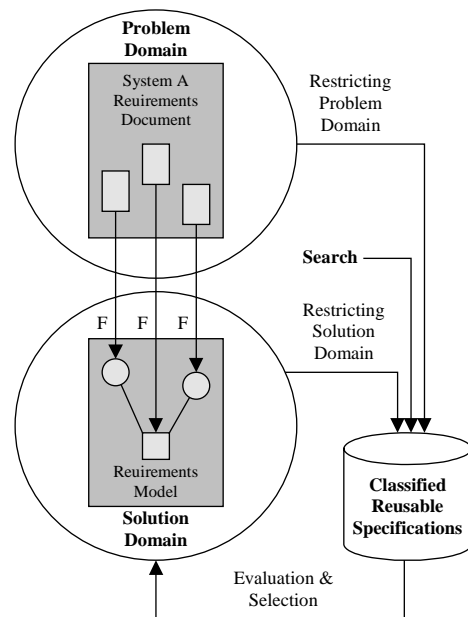 Problem
Domain
System A
Reuirements
Document
Restricting
Problem
Domain
Search
F F F
Restricting
Solution
Domain
Reuirements
Model
Solution
Domain
Classified
Reusable
Specifications
Evaluation &
Selection